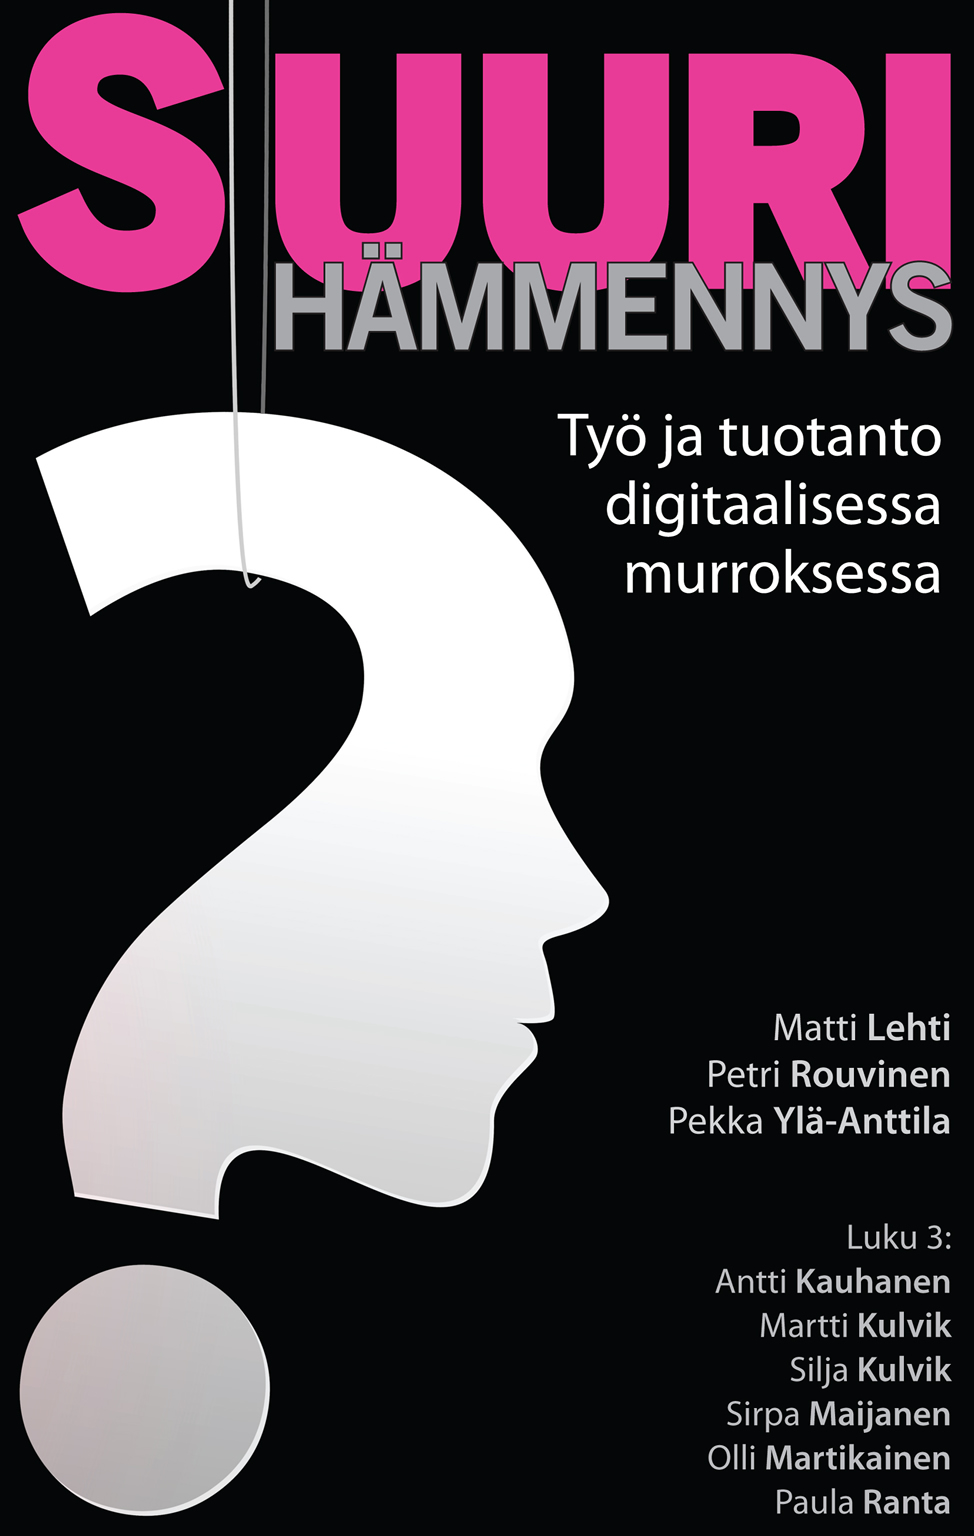 SUURI
HÄMMENNYS
Työ ja tuotanto
digitaalisessa
murroksessa
Matti Lehti
Petri Rouvinen
Pekka Ylä-Anttila
Luku 3:
Antti Kauhanen
Martti Kulvik
Silja Kulvik
Sirpa Maijanen
Olli Martikainen
Paula Ranta